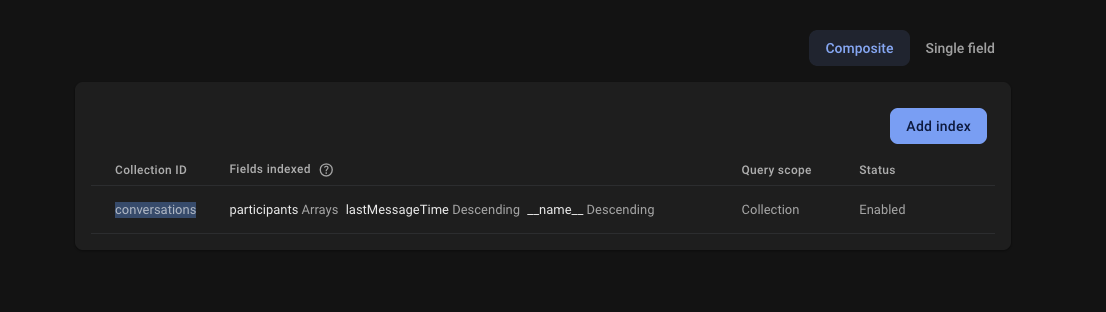 Composite Single field
Add index
Collection ID Fields indexed ? Query scope Status
conversations participants Arrays lastMessageTime Descending __name__ Descending Collection Enabled